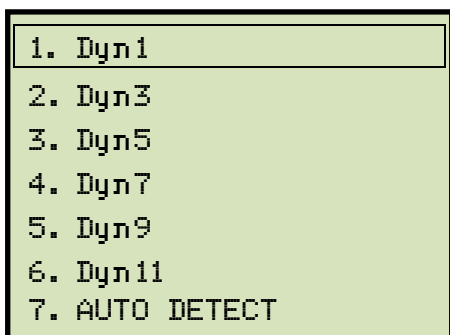 1. Dyn1
2. Dyn3
3. Dyn5
4. Dyn7
5. Dyn9
6. Dyn11
7. AUTO DETECT